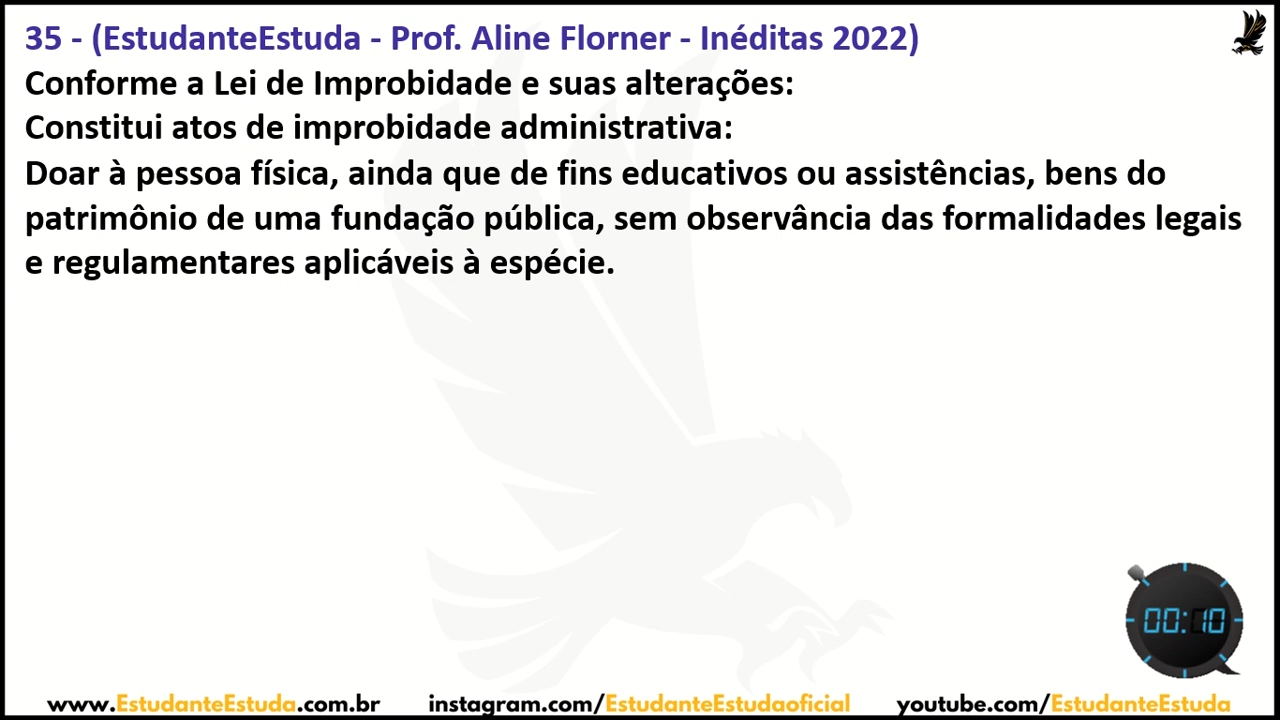 35 - (EstudanteEstuda - Prof. Aline Florner - Inéditas 2022)
Conforme a Lei de Improbidade e suas alterações:
Constitui atos de improbidade administrativa:
Doar à pessoa física, ainda que de fins educativos ou assistências, bens do
patrimônio de uma fundação pública, sem observância das formalidades legais
e regulamentares aplicáveis à espécie.
00:10
www.EstudanteEstuda.com.br instagram.com/EstudanteEstudaoficial youtube.com/EstudanteEstuda